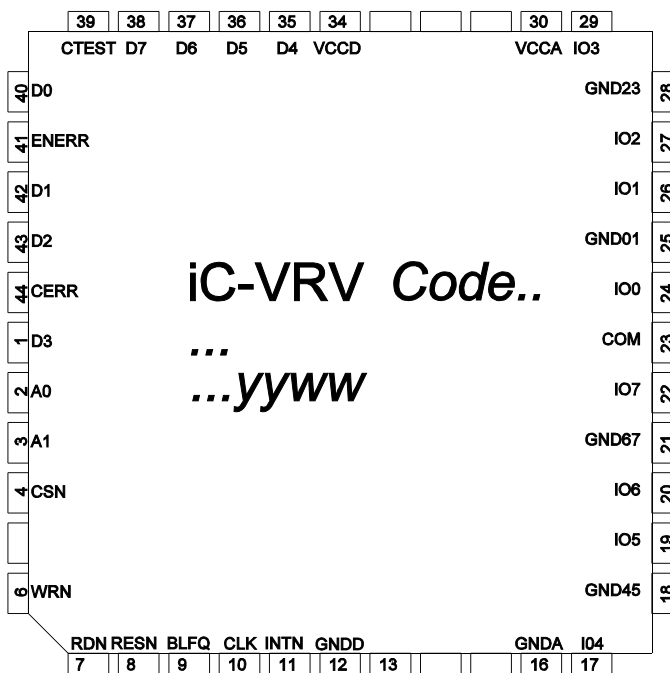 39 38 37 36 35 34 30 29
CTEST D7 D6 D5 D4 VCCD VCCA IO3
40 D0 GND23 28
41 ENERR IO2 27
42 D1 IO1 26
43 D2 GND01 25
iC-VRV Code..
44 CERR IO0 24
1 D3 COM 23
...
...yyww
2 A0 IO7 22
3 A1 GND67 21
4 CSN IO6 20
IO5 19
6 WRN GND45 18
RDN RESN BLFQ CLK INTN GNDD GNDA I04
7 8 9 10 11 12 13 16 17